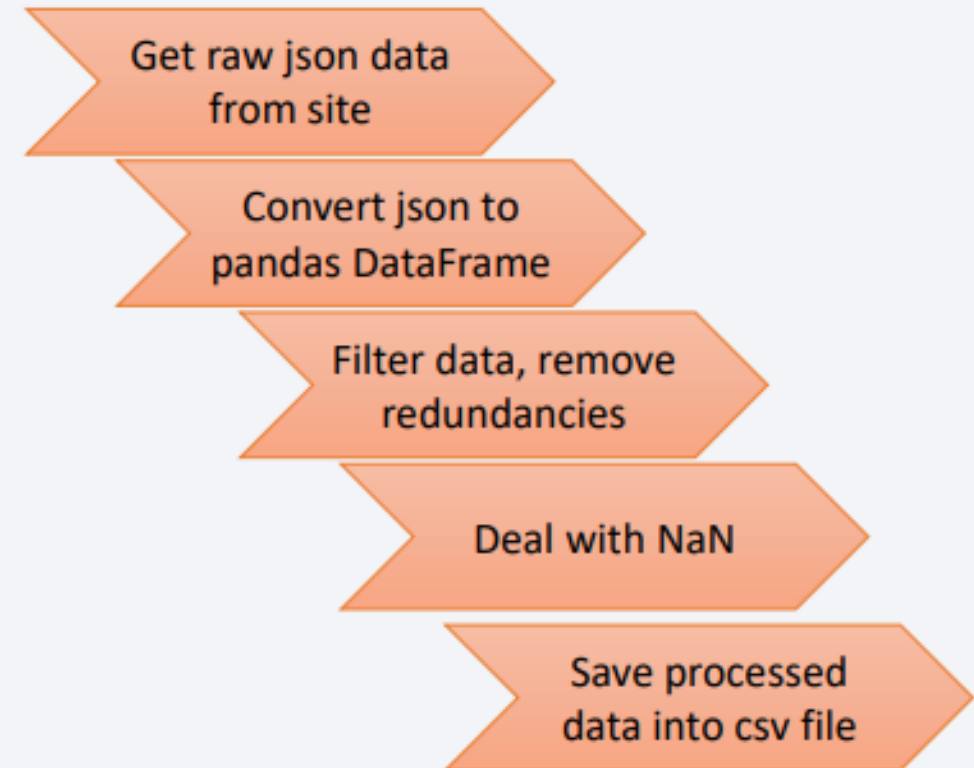 Get raw json data
from site
Convert json to
pandas DataFrame
Filter data, remove
redundancies
Deal with NaN
Save processed
data into csv file